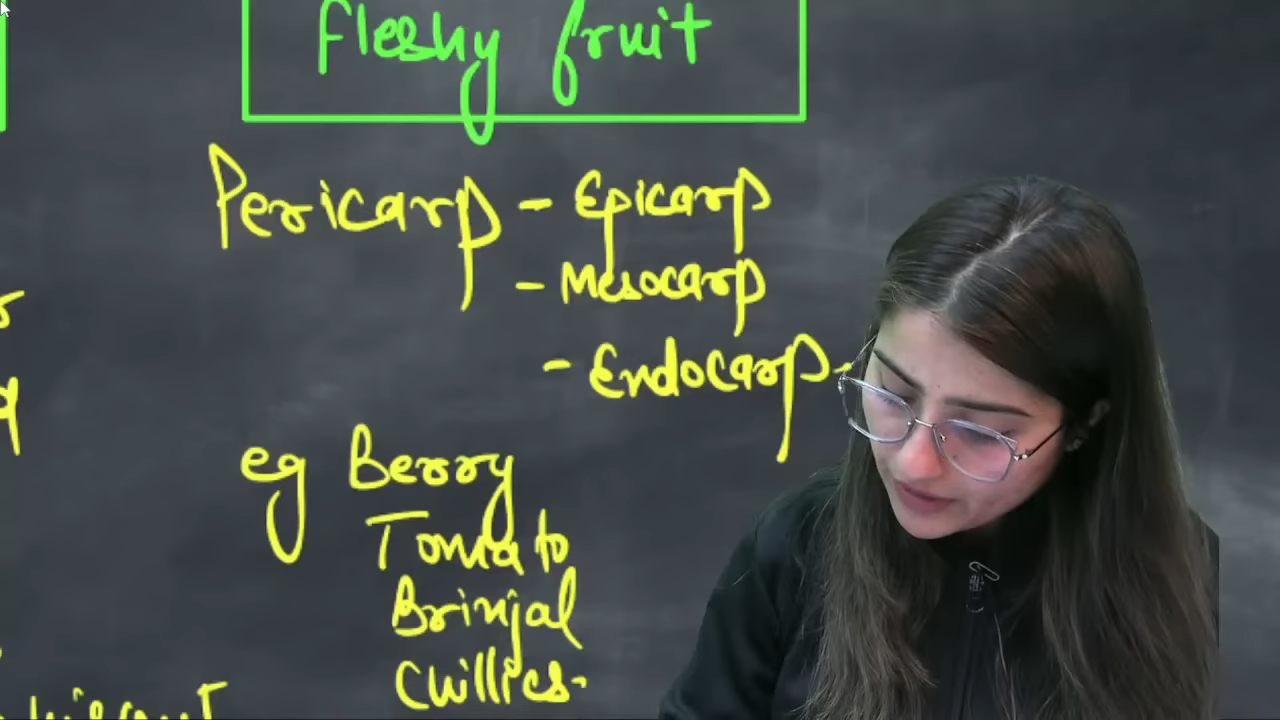 Fleshy fruit
Pericarp - Epicarp
- Mesocarp
- Endocarp -
eg Berry
Tomato
Brinjal
Chillies.